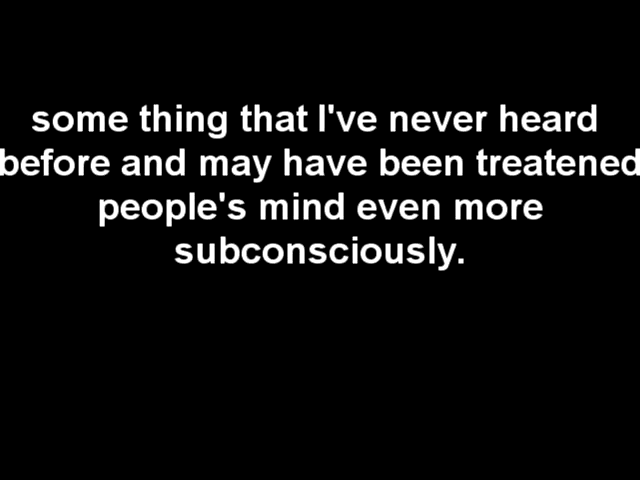 some thing that I've never heard
before and may have been treatened
people's mind even more
subconsciously.